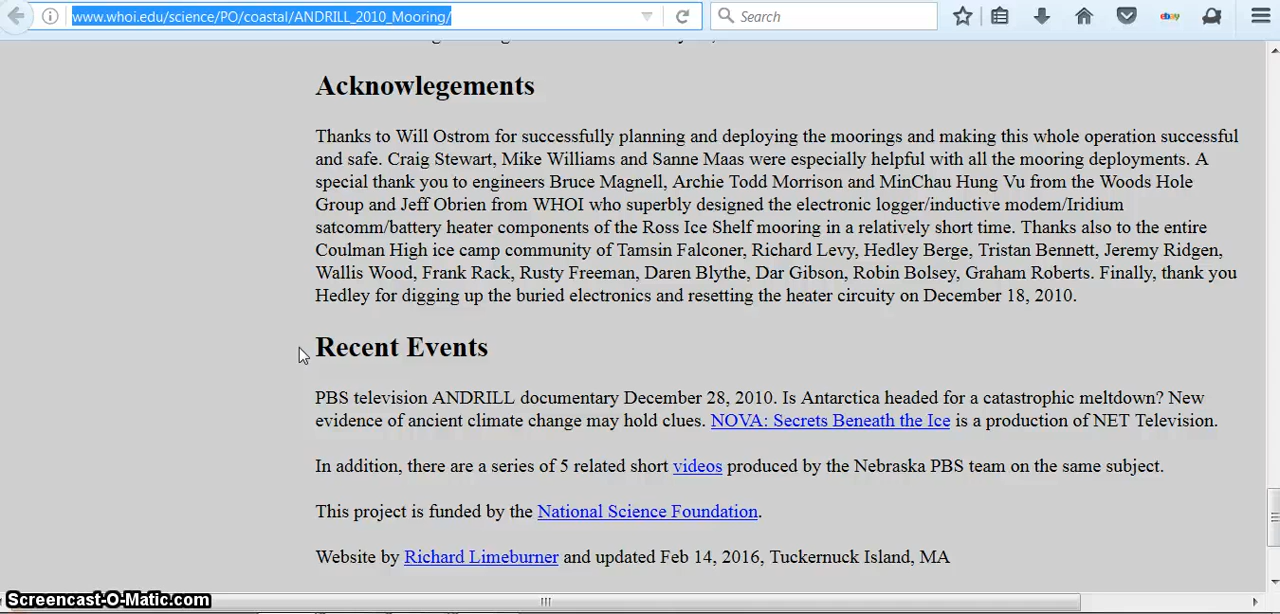 www.whoi.edu/science/PO/coastal/ANDRILL_2010_Mooring/
Search
ebay
Acknowlegements
Thanks to Will Ostrom for successfully planning and deploying the moorings and making this whole operation successful
and safe. Craig Stewart, Mike Williams and Sanne Maas were especially helpful with all the mooring deployments. A
special thank you to engineers Bruce Magnell, Archie Todd Morrison and MinChau Hung Vu from the Woods Hole
Group and Jeff Obrien from WHOI who superbly designed the electronic logger/inductive modem/Iridium
satcomm/battery heater components of the Ross Ice Shelf mooring in a relatively short time. Thanks also to the entire
Coulman High ice camp community of Tamsin Falconer, Richard Levy, Hedley Berge, Tristan Bennett, Jeremy Ridgen,
Wallis Wood, Frank Rack, Rusty Freeman, Daren Blythe, Dar Gibson, Robin Bolsey, Graham Roberts. Finally, thank you
Hedley for digging up the buried electronics and resetting the heater circuity on December 18, 2010.
Recent Events
PBS television ANDRILL documentary December 28, 2010. Is Antarctica headed for a catastrophic meltdown? New
evidence of ancient climate change may hold clues. NOVA: Secrets Beneath the Ice is a production of NET Television.
In addition, there are a series of 5 related short videos produced by the Nebraska PBS team on the same subject.
This project is funded by the National Science Foundation.
Website by Richard Limeburner and updated Feb 14, 2016, Tuckernuck Island, MA
Screencast-O-Matic.com